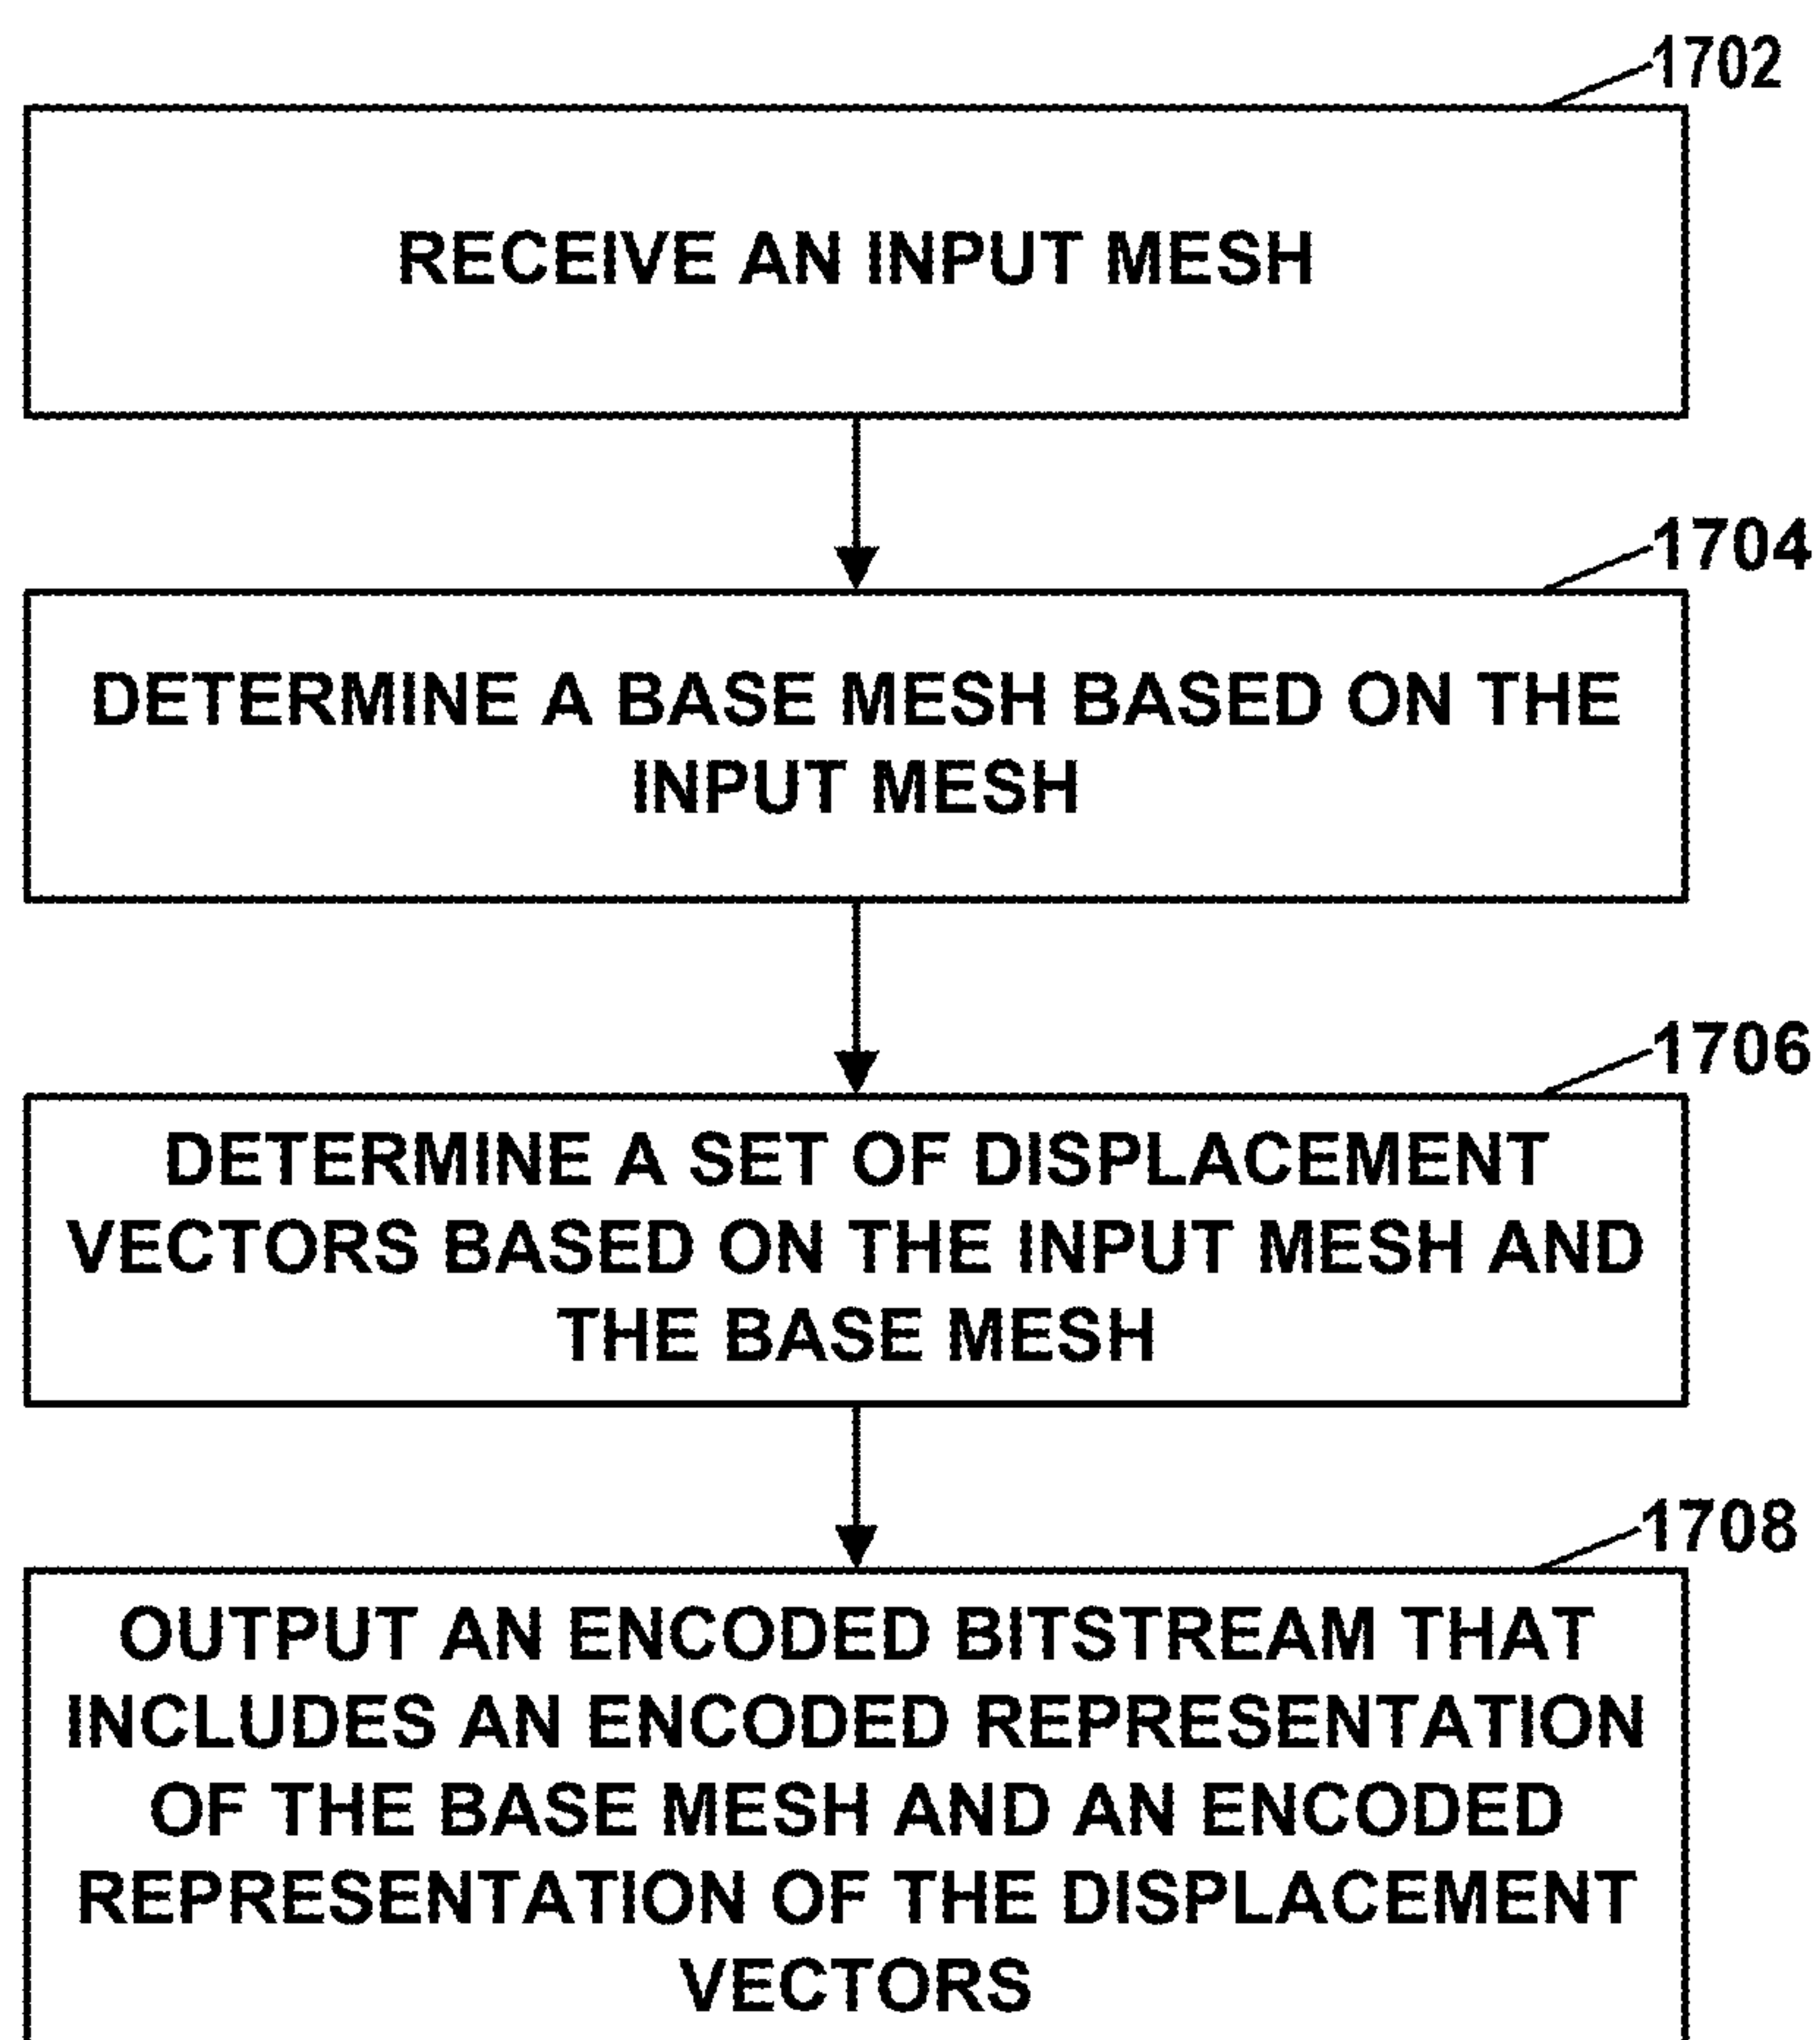 1702
RECEIVE AN INPUT MESH
1704
DETERMINE A BASE MESH BASED ON THE
INPUT MESH
1706
DETERMINE A SET OF DISPLACEMENT
VECTORS BASED ON THE INPUT MESH AND
THE BASE MESH
1708
OUTPUT AN ENCODED BITSTREAM THAT
INCLUDES AN ENCODED REPRESENTATION
OF THE BASE MESH AND AN ENCODED
REPRESENTATION OF THE DISPLACEMENT
VECTORS